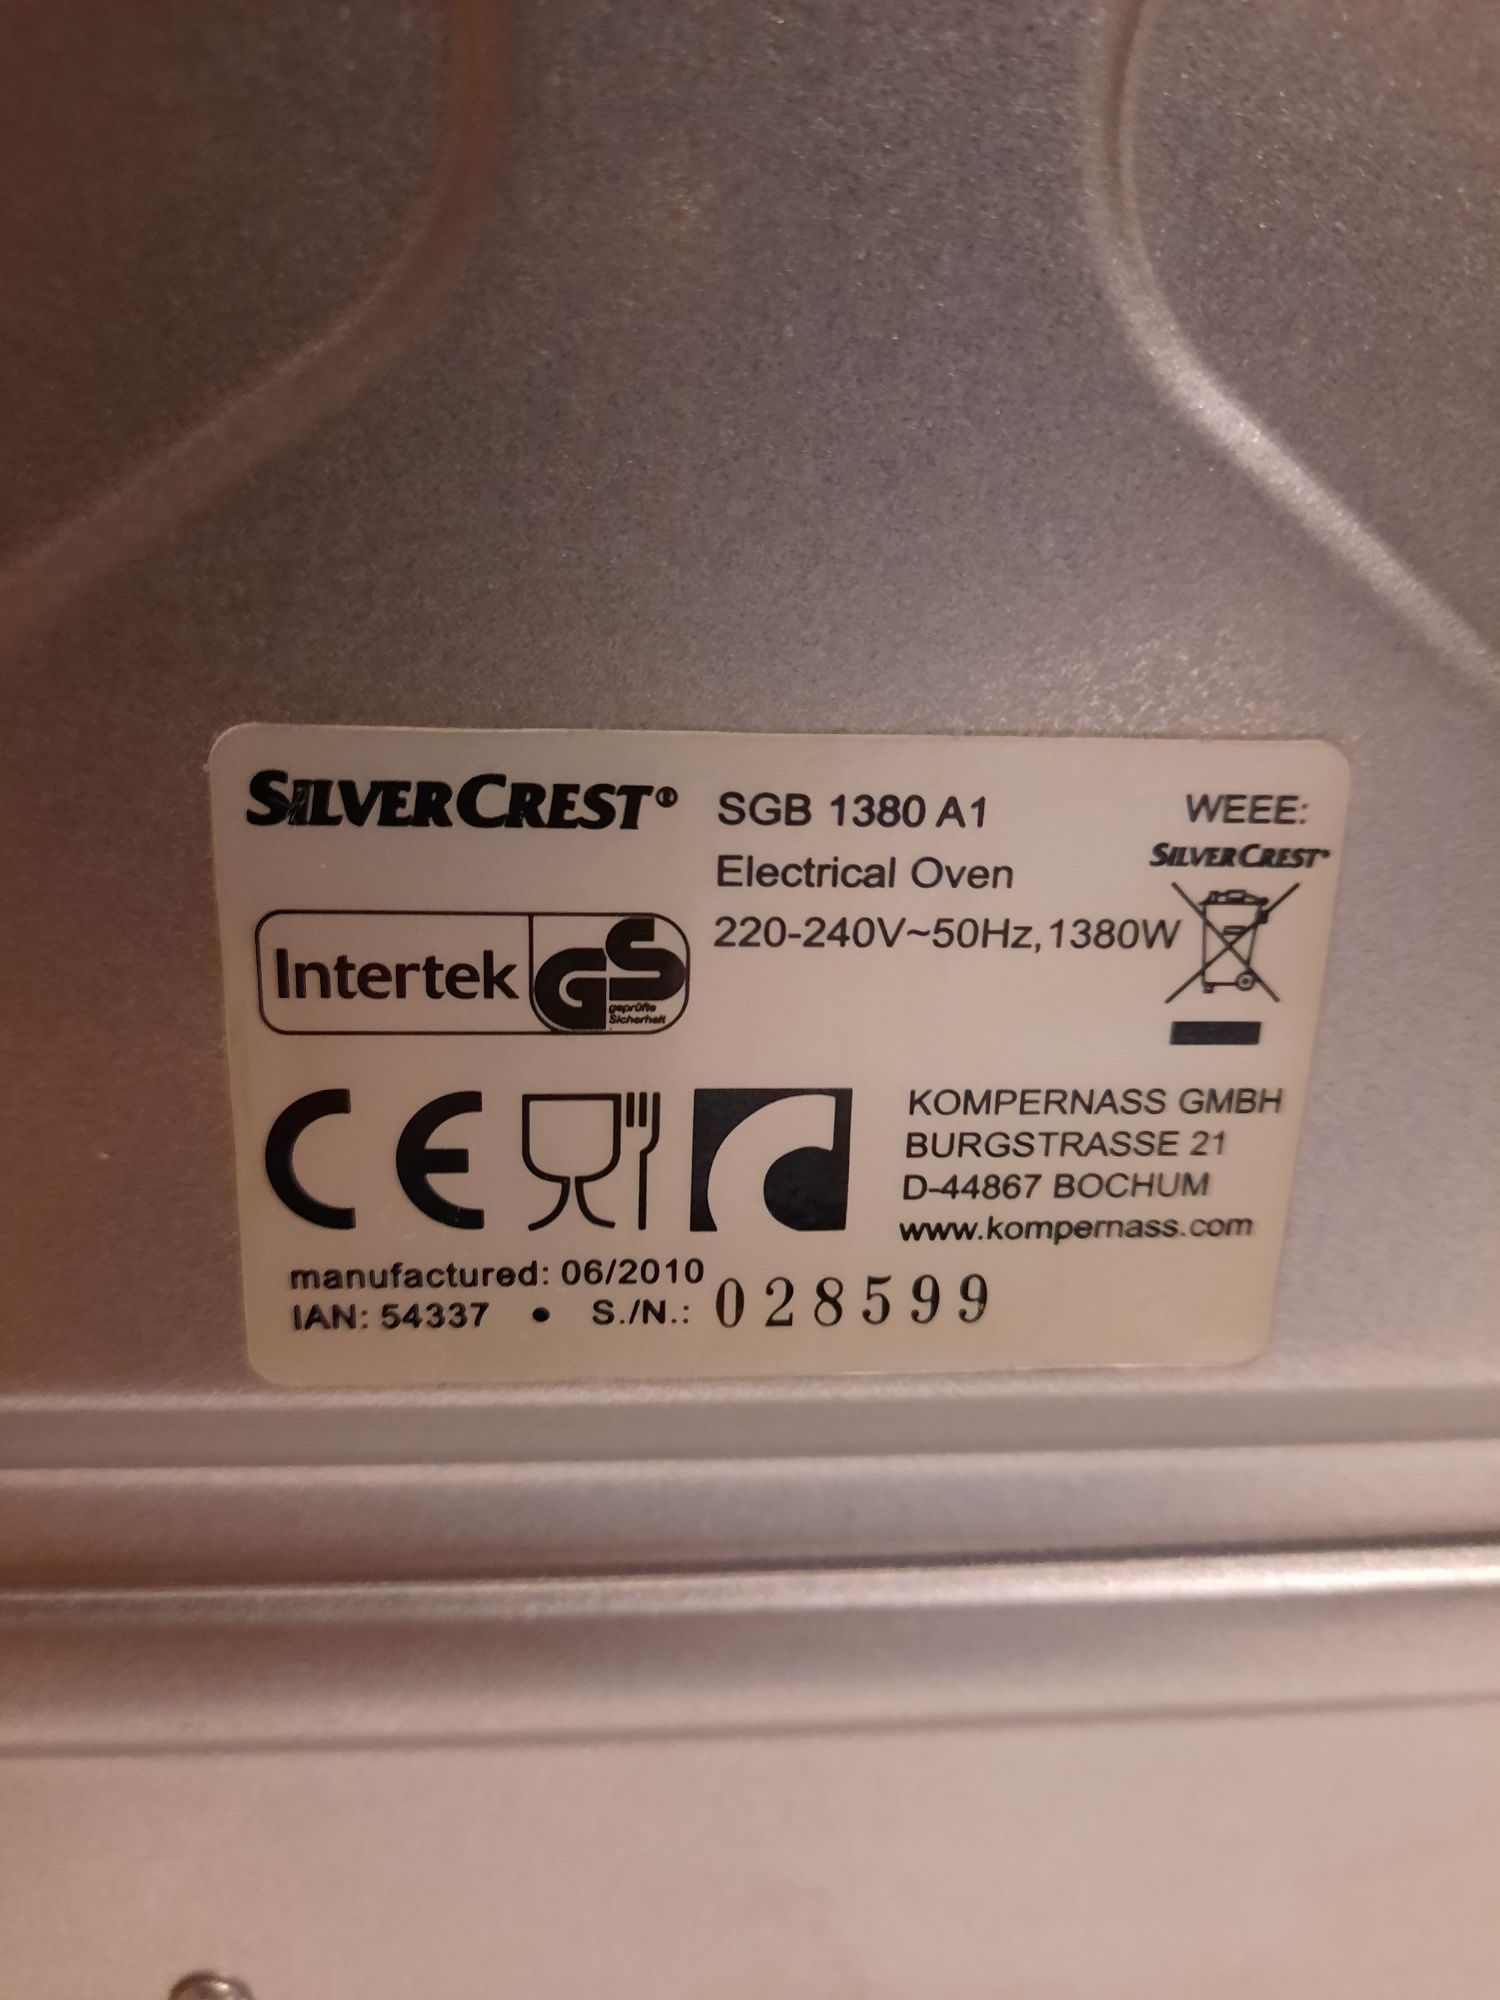 SILVERCREST® SGB 1380 A1 WEEE:
SILVERCREST®
Electrical Oven
220-240V~50Hz, 1380W
Intertek GS
geprüfte
Sicherheit
CE
KOMPERNASS GMBH
BURGSTRASSE 21
D-44867 BOCHUM
www.kompernass.com
manufactured: 06/2010
IAN: 54337 • S./N.: 028599